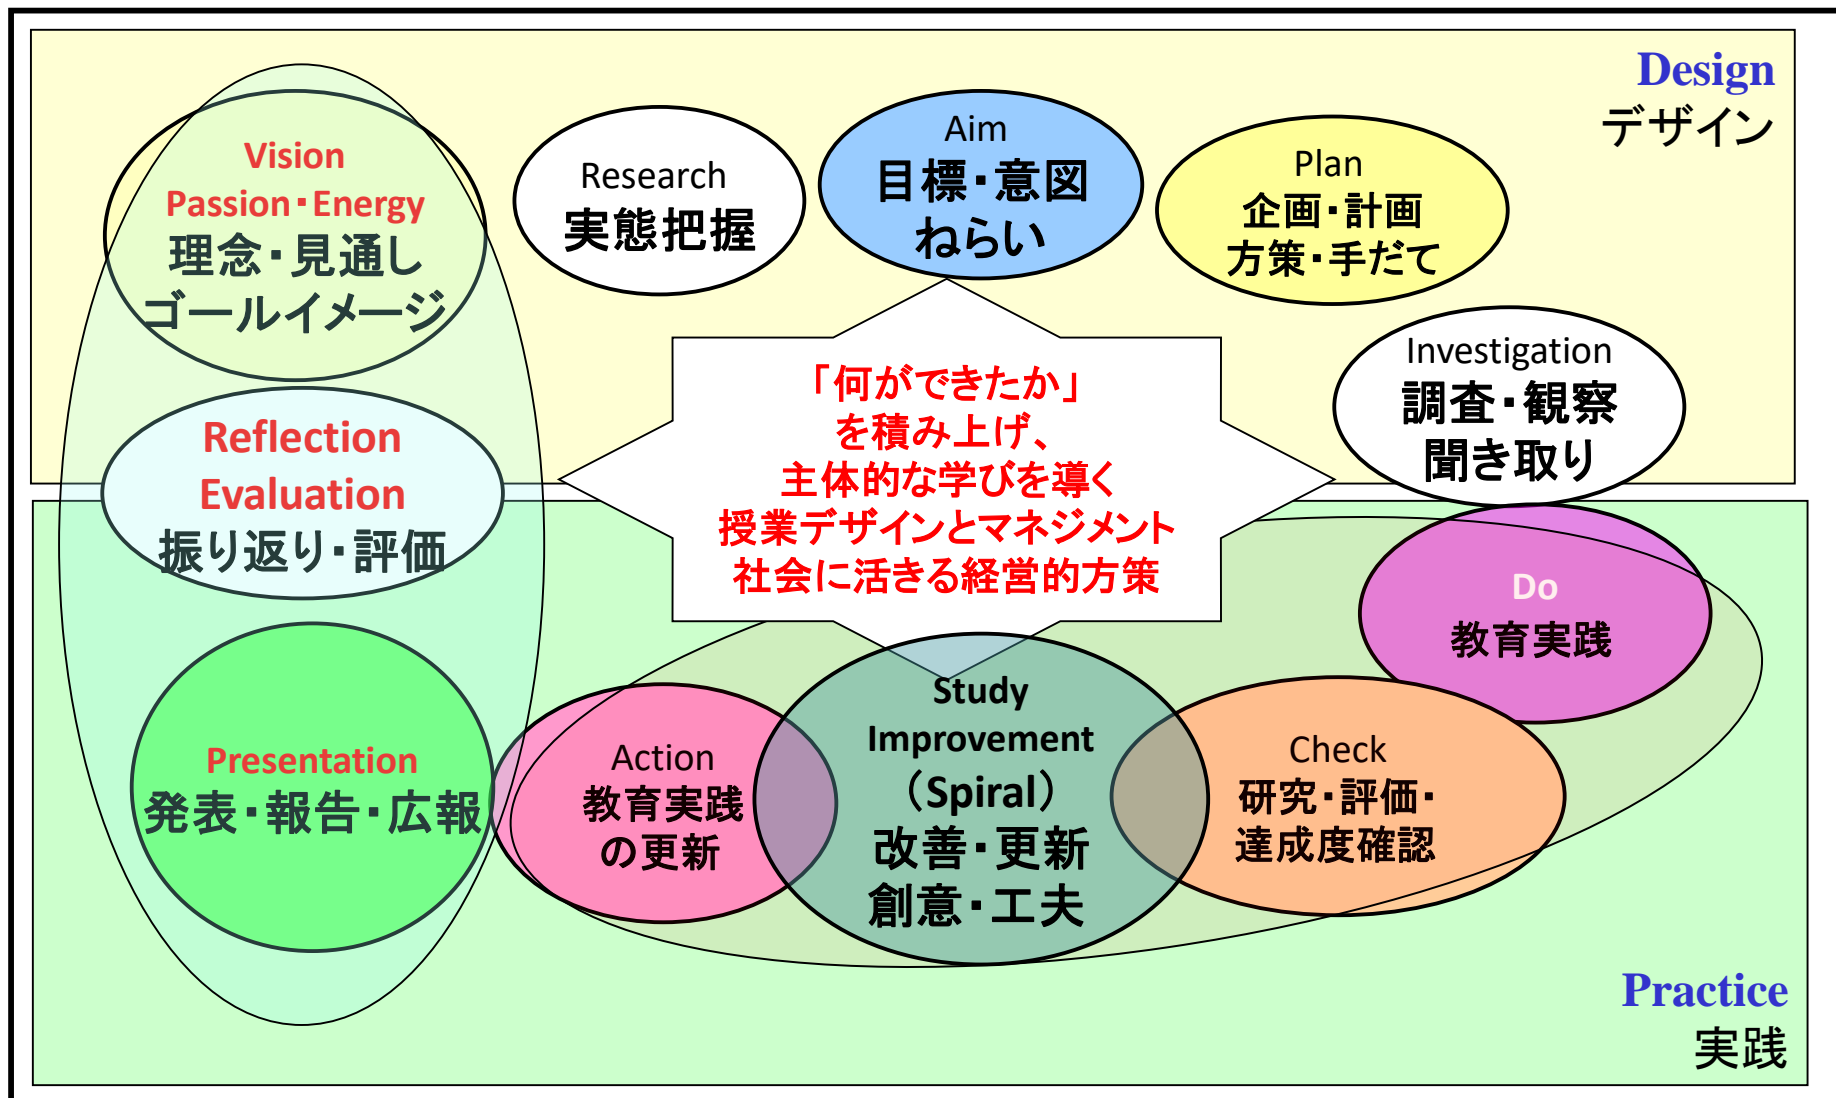 Design
デザイン
Vision
Passion・Energy
理念・見通し
ゴールイメージ
Research
実態把握
Aim
目標・意図
ねらい
Plan
企画・計画
方策・手だて
Investigation
調査・観察
聞き取り
「何ができたか」
を積み上げ、
主体的な学びを導く
授業デザインとマネジメント
社会に活きる経営的方策
Reflection
Evaluation
振り返り・評価
Do
教育実践
Presentation
発表・報告・広報
Action
教育実践
の更新
Study
Improvement
（Spiral）
改善・更新
創意・工夫
Check
研究・評価・
達成度確認
Practice
実践